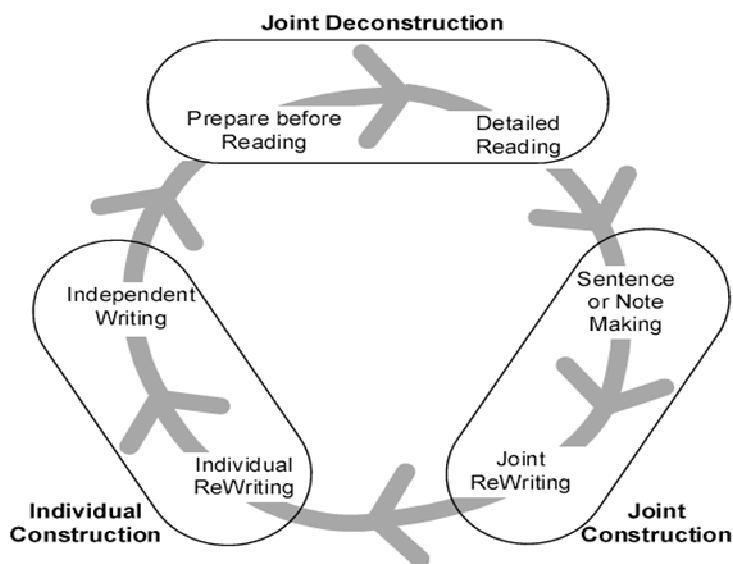 Joint Deconstruction
Prepare before
Reading
Detailed
Reading
Sentence
or Note
Making
Joint
ReWriting
Joint
Construction
Individual
ReWriting
Independent
Writing
Individual
Construction